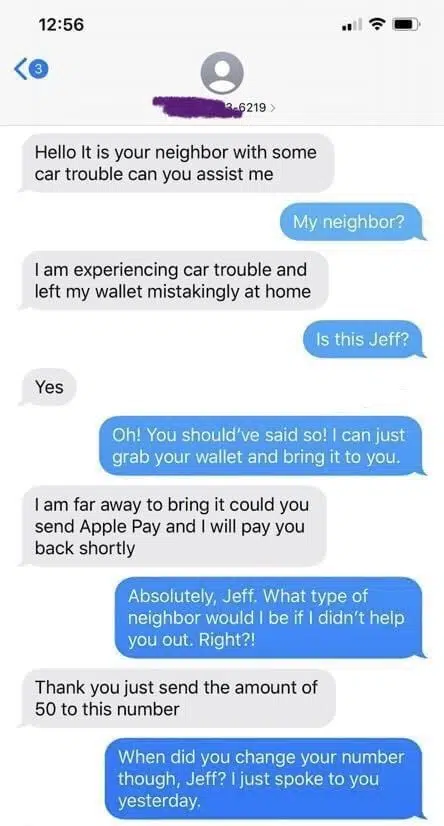 12:56
3
3-6219 >
Hello It is your neighbor with some
car trouble can you assist me
My neighbor?
I am experiencing car trouble and
left my wallet mistakingly at home
Is this Jeff?
Yes
Oh! You should've said so! I can just
grab your wallet and bring it to you.
I am far away to bring it could you
send Apple Pay and I will pay you
back shortly
Absolutely, Jeff. What type of
neighbor would I be if I didn't help
you out. Right?!
Thank you just send the amount of
50 to this number
When did you change your number
though, Jeff? I just spoke to you
yesterday.